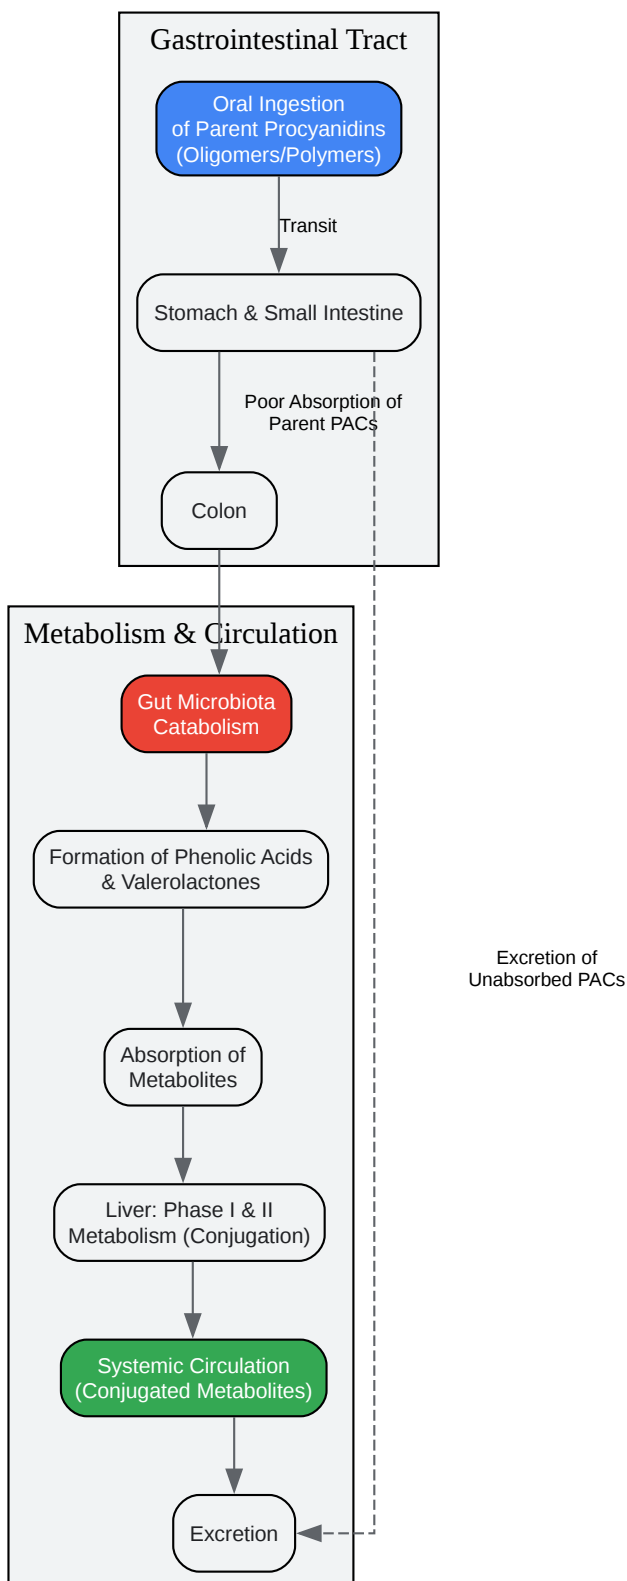 Gastrointestinal Tract
Oral Ingestion
of Parent Procyanidins
(Oligomers/Polymers)
Transit
Stomach & Small Intestine
Poor Absorption of
Parent PACs
Colon
Metabolism & Circulation
Gut Microbiota
Catabolism
Formation of Phenolic Acids
& Valerolactones
Excretion of
Unabsorbed PACs
Absorption of
Metabolites
Liver: Phase I & II
Metabolism (Conjugation)
Systemic Circulation
(Conjugated Metabolites)
Excretion